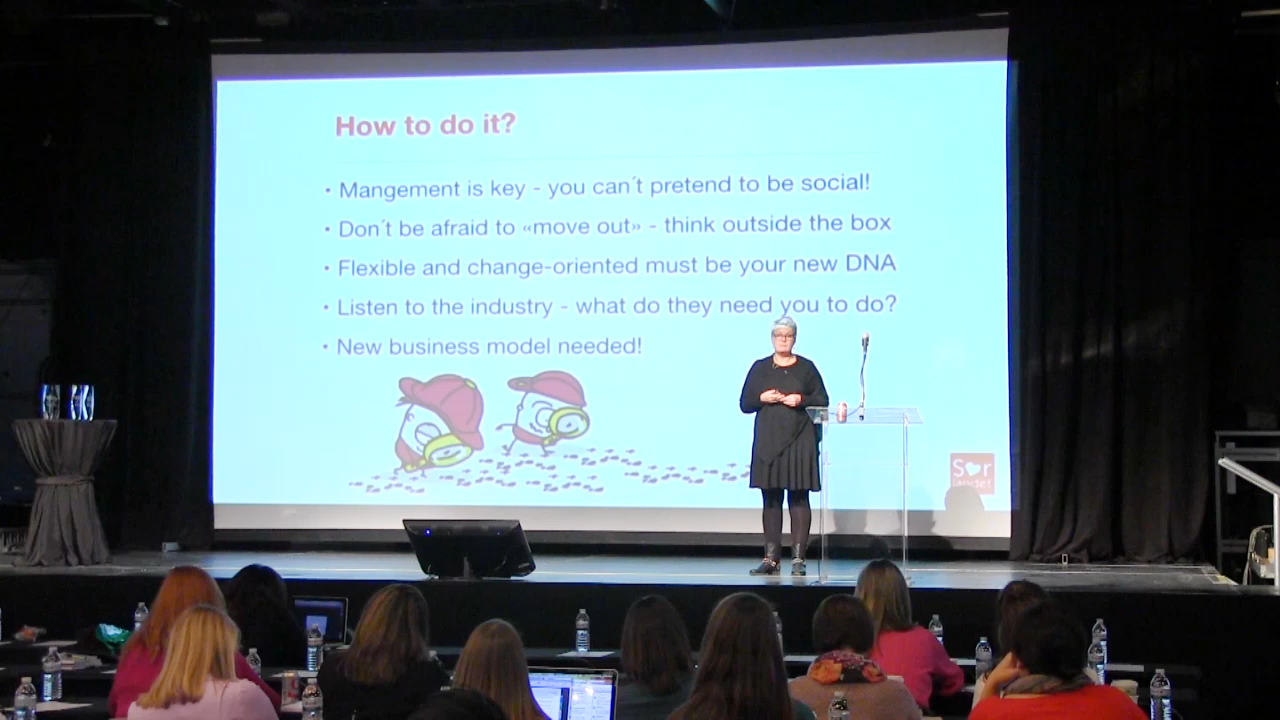 How to do it?
• Mangement is key - you can´t pretend to be social!
• Don´t be afraid to «move out» - think outside the box
• Flexible and change-oriented must be your new DNA
• Listen to the industry - what do they need you to do?
• New business model needed!
S♥r
landet